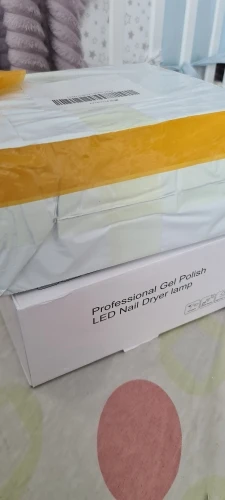 Professional Gel Polish
LED Nail Dryer lamp